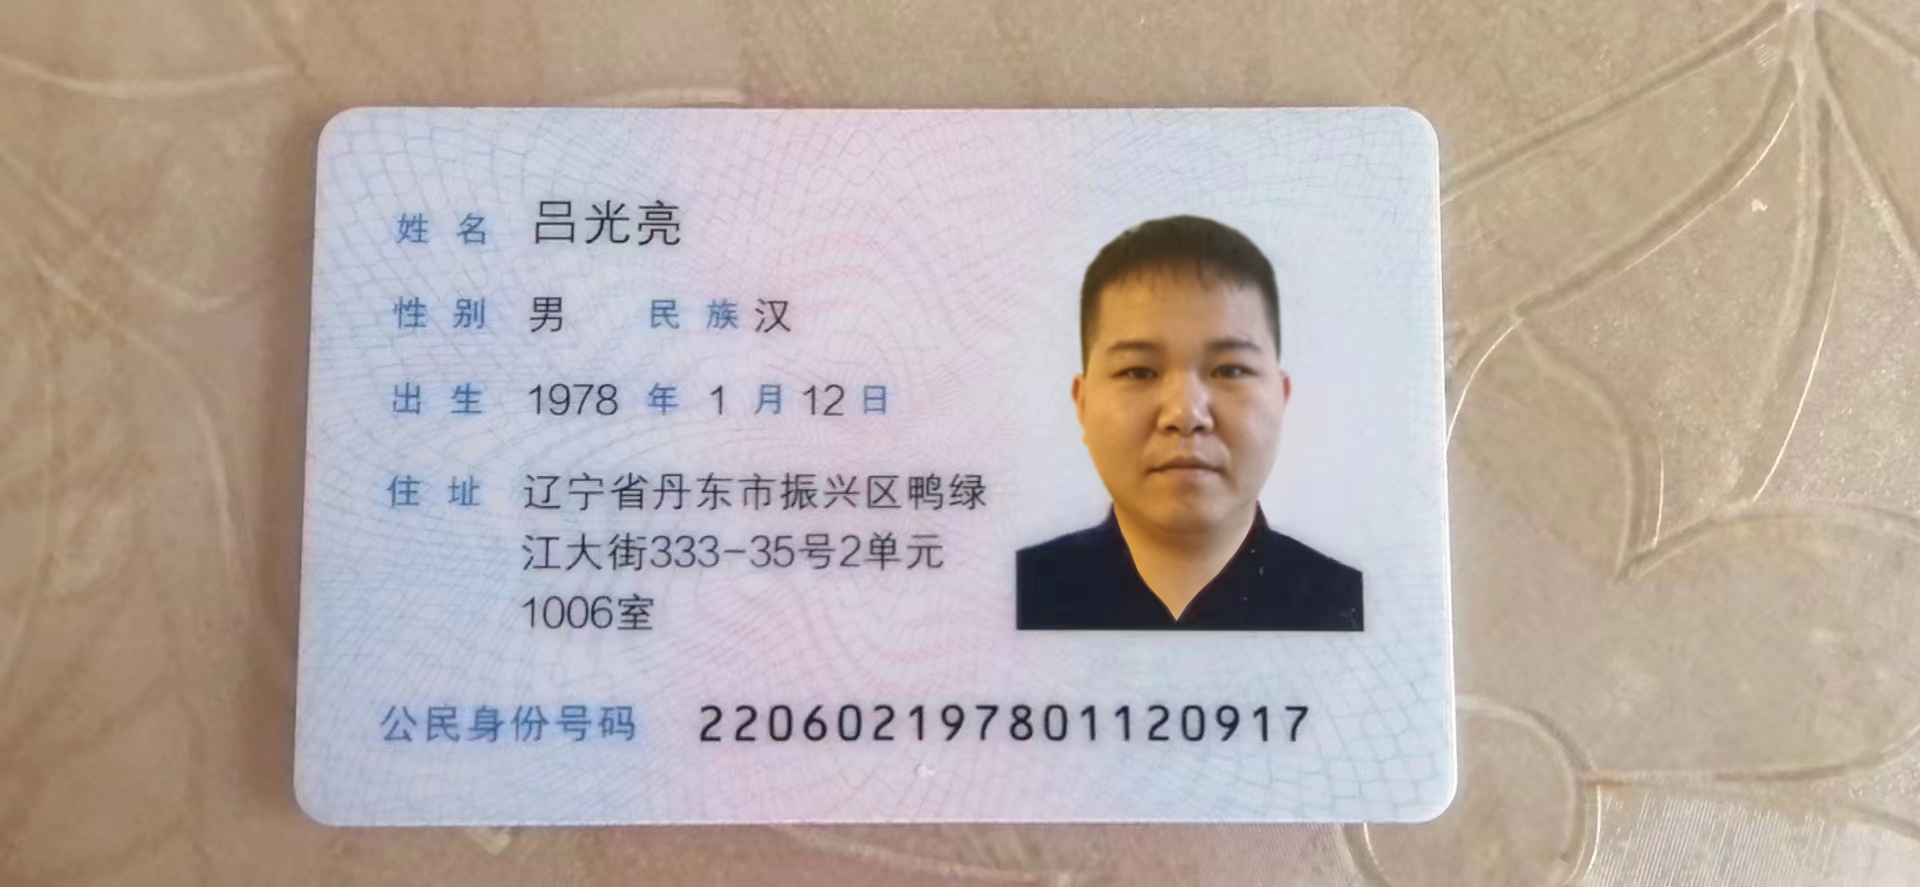 姓名 吕光亮
性别 男 民族 汉
出生 1978 年 1 月 12 日
住址 辽宁省丹东市振兴区鸭绿
江大街333-35号2单元
1006室
公民身份号码 220602197801120917